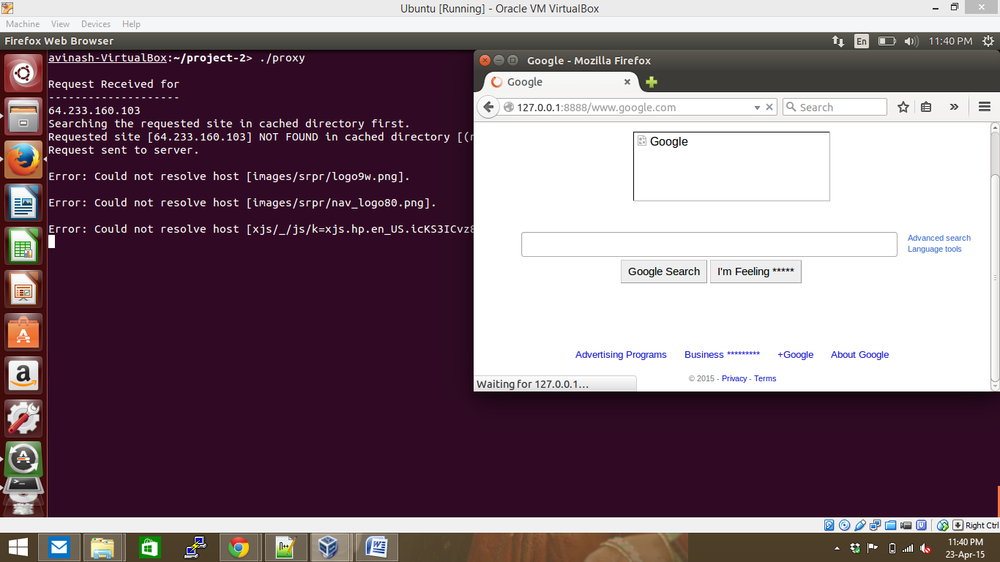 Ubuntu [Running] - Oracle VM VirtualBox
Machine View Devices Help
Firefox Web Browser
En
11:40 PM
avinash-VirtualBox:~/project-2> ./proxy
Request Received for
--------------------
64.233.160.103
Searching the requested site in cached directory first.
Requested site [64.233.160.103] NOT FOUND in cached directory [(
Request sent to server.
Error: Could not resolve host [images/srpr/logo9w.png].
Error: Could not resolve host [images/srpr/nav_logo80.png].
Error: Could not resolve host [xjs/_/js/k=xjs.hp.en_US.icKS3ICvz
Google - Mozilla Firefox
Google
127.0.0.1:8888/www.google.com
Search
Google
Advanced search
Language tools
Google Search
I'm Feeling *****
Advertising Programs Business ********* +Google About Google
© 2015 - Privacy - Terms
Waiting for 127.0.0.1...
Right Ctrl
11:40 PM
23-Apr-15